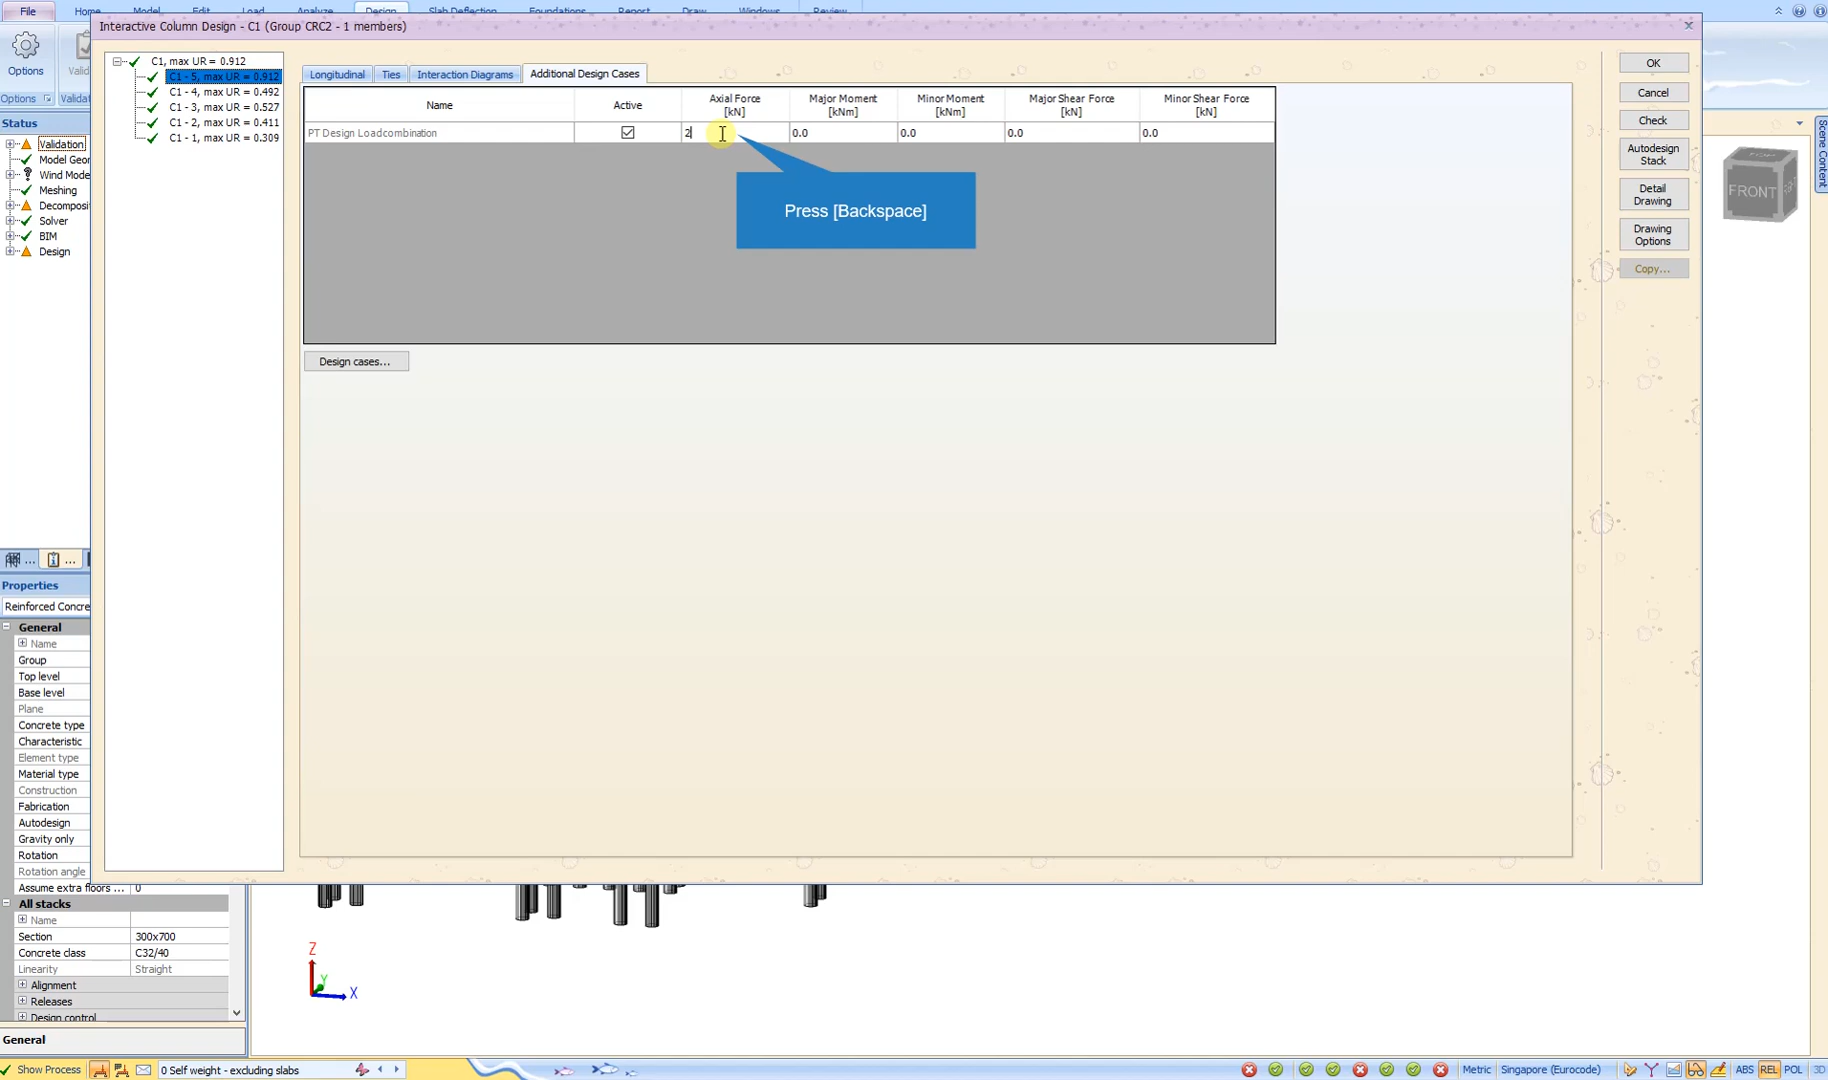 File
Home
Model
Edit
Load
Analyze
Design
Slab Deflection
Foundations
Report
Draw
Windows
Review
Interactive Column Design - C1 (Group CRC2 - 1 members)
Options
Valid
Options
Validat
Status
Validation
Model Geor
Wind Mode
Meshing
Decomposit
Solver
BIM
Design
C1, max UR = 0.912
C1 - 5, max UR = 0.912
C1 - 4, max UR = 0.492
C1 - 3, max UR = 0.527
C1 - 2, max UR = 0.411
C1 - 1, max UR = 0.309
Longitudinal
Ties
Interaction Diagrams
Additional Design Cases
Name
Active
Axial Force
[kN]
Major Moment
[kNm]
Minor Moment
[kNm]
Major Shear Force
[kN]
Minor Shear Force
[kN]
PT Design Loadcombination
2
0.0
0.0
0.0
0.0
Press [Backspace]
Design cases...
OK
Cancel
Check
Autodesign
Stack
Detail
Drawing
Drawing
Options
Copy...
FRONT
Scene Content
Properties
Reinforced Concre
General
Name
Group
Top level
Base level
Plane
Concrete type
Characteristic
Element type
Material type
Construction
Fabrication
Autodesign
Gravity only
Rotation
Rotation angle
Assume extra floors ... 0
All stacks
Name
Section 300x700
Concrete class C32/40
Linearity Straight
Alignment
Releases
Design control
General
Z
Y
X
Show Process
0 Self weight - excluding slabs
Metric
Singapore (Eurocode)
ABS
REL
POL
3D